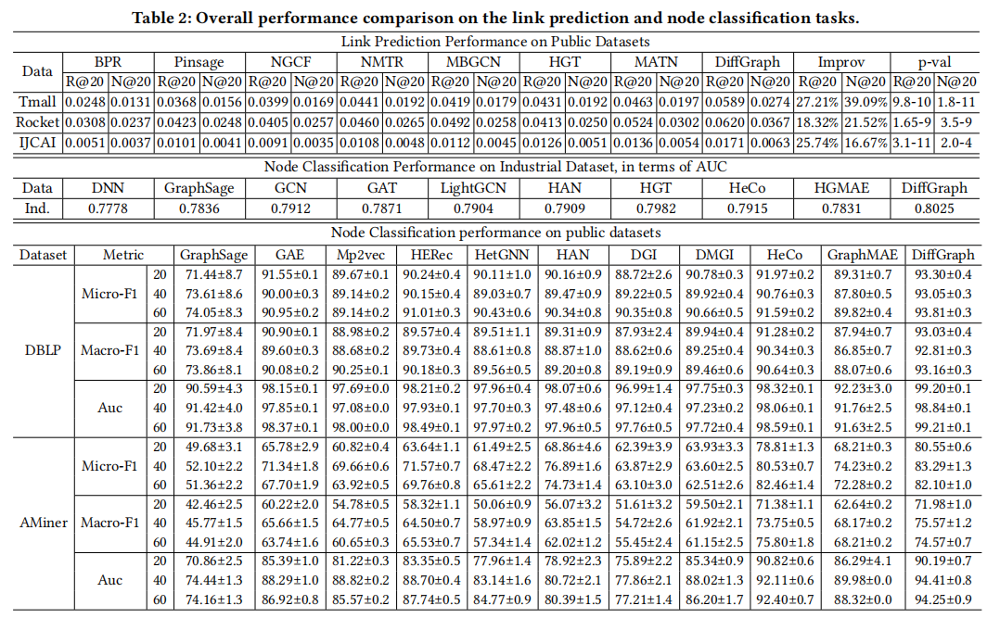 Table 2: Overall performance comparison on the link prediction and node classification tasks.
Link Prediction Performance on Public Datasets
Data BPR Pinsage NGCF NMTR MBGCN HGT MATN DiffGraph Improv p-val
R@20 N@20 R@20 N@20 R@20 N@20 R@20 N@20 R@20 N@20 R@20 N@20 R@20 N@20 R@20 N@20 R@20 N@20 R@20 N@20
Tmall 0.0248 0.0131 0.0368 0.0156 0.0399 0.0169 0.0441 0.0192 0.0419 0.0179 0.0431 0.0192 0.0463 0.0197 0.0589 0.0274 27.21% 39.09% 9.8-10 1.8-11
Rocket 0.0308 0.0237 0.0423 0.0248 0.0405 0.0257 0.0460 0.0265 0.0492 0.0258 0.0413 0.0250 0.0524 0.0302 0.0620 0.0367 18.32% 21.52% 1.65-9 3.5-9
IJCAI 0.0051 0.0037 0.0101 0.0041 0.0091 0.0035 0.0108 0.0048 0.0112 0.0045 0.0126 0.0051 0.0136 0.0054 0.0171 0.0063 25.74% 16.67% 3.1-11 2.0-4
Node Classification Performance on Industrial Dataset, in terms of AUC
Data DNN GraphSage GCN GAT LightGCN HAN HGT HeCo HGMAE DiffGraph
Ind. 0.7778 0.7836 0.7912 0.7871 0.7904 0.7909 0.7982 0.7915 0.7831 0.8025
Node Classification performance on public datasets
Dataset Metric GraphSage GAE Mp2vec HERec HetGNN HAN DGI DMGI HeCo GraphMAE DiffGraph
DBLP Micro-F1 20 71.44±8.7 91.55±0.1 89.67±0.1 90.24±0.4 90.11±1.0 90.16±0.9 88.72±2.6 90.78±0.3 91.97±0.2 89.31±0.7 93.30±0.4
40 73.61±8.6 90.00±0.3 89.14±0.2 90.15±0.4 89.03±0.7 89.47±0.9 89.22±0.5 89.92±0.4 90.76±0.3 87.80±0.5 93.05±0.3
60 74.05±8.3 90.95±0.2 89.14±0.2 91.01±0.3 90.43±0.6 90.34±0.8 90.35±0.8 90.66±0.5 91.59±0.2 89.82±0.4 93.81±0.3
Macro-F1 20 71.97±8.4 90.90±0.1 88.98±0.2 89.57±0.4 89.51±1.1 89.31±0.9 87.93±2.4 89.94±0.4 91.28±0.2 87.94±0.7 93.03±0.4
40 73.69±8.4 89.60±0.3 88.68±0.2 89.73±0.4 88.61±0.8 88.87±1.0 88.62±0.6 89.25±0.4 90.34±0.3 86.85±0.7 92.81±0.3
60 73.86±8.1 90.08±0.2 90.25±0.1 90.18±0.3 89.56±0.5 89.20±0.8 89.19±0.9 89.46±0.6 90.64±0.3 88.07±0.6 93.16±0.3
Auc 20 90.59±4.3 98.15±0.1 97.69±0.0 98.21±0.2 97.96±0.4 98.07±0.6 96.99±1.4 97.75±0.3 98.32±0.1 92.23±3.0 99.20±0.1
40 91.42±4.0 97.85±0.1 97.08±0.0 97.93±0.1 97.70±0.3 97.48±0.6 97.12±0.4 97.23±0.2 98.06±0.1 91.76±2.5 98.84±0.1
60 91.73±3.8 98.37±0.1 98.00±0.0 98.49±0.1 97.97±0.2 97.96±0.5 97.76±0.5 97.72±0.4 98.59±0.1 91.63±2.5 99.21±0.1
AMiner Micro-F1 20 49.68±3.1 65.78±2.9 60.82±0.4 63.64±1.1 61.49±2.5 68.86±4.6 62.39±3.9 63.93±3.3 78.81±1.3 68.21±0.3 80.55±0.6
40 52.10±2.2 71.34±1.8 69.66±0.6 71.57±0.7 68.47±2.2 76.89±1.6 63.87±2.9 63.60±2.5 80.53±0.7 74.23±0.2 83.29±1.3
60 51.36±2.2 67.70±1.9 63.92±0.5 69.76±0.8 65.61±2.2 74.73±1.4 63.10±3.0 62.51±2.6 82.46±1.4 72.28±0.2 82.10±1.0
Macro-F1 20 42.46±2.5 60.22±2.0 54.78±0.5 58.32±1.1 50.06±0.9 56.07±3.2 51.61±3.2 59.50±2.1 71.38±1.1 62.64±0.2 71.98±1.0
40 45.77±1.5 65.66±1.5 64.77±0.5 64.50±0.7 58.97±0.9 63.85±1.5 54.72±2.6 61.92±2.1 73.75±0.5 68.17±0.2 75.57±1.2
60 44.91±2.0 63.74±1.6 60.65±0.3 65.53±0.7 57.34±1.4 62.02±1.2 55.45±2.4 61.15±2.5 75.80±1.8 68.21±0.2 74.57±0.7
Auc 20 70.86±2.5 85.39±1.0 81.22±0.3 83.35±0.5 77.96±1.4 78.92±2.3 75.89±2.2 85.34±0.9 90.82±0.6 86.29±4.1 90.19±0.7
40 74.44±1.3 88.29±1.0 88.82±0.2 88.70±0.4 83.14±1.6 80.72±2.1 77.86±2.1 88.02±1.3 92.11±0.6 89.98±0.0 94.41±0.8
60 74.16±1.3 86.92±0.8 85.57±0.2 87.74±0.5 84.77±0.9 80.39±1.5 77.21±1.4 86.20±1.7 92.40±0.7 88.32±0.0 94.25±0.9